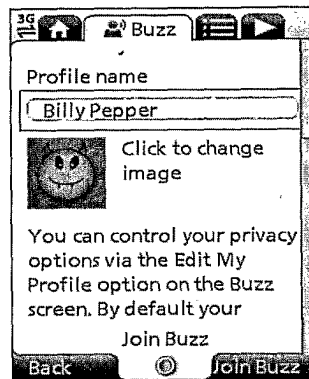 3G
Buzz
Profile name
Billy Pepper
Click to change
image
You can control your privacy
options via the Edit My
Profile option on the Buzz
screen. By default your
Join Buzz
Back Join Buzz